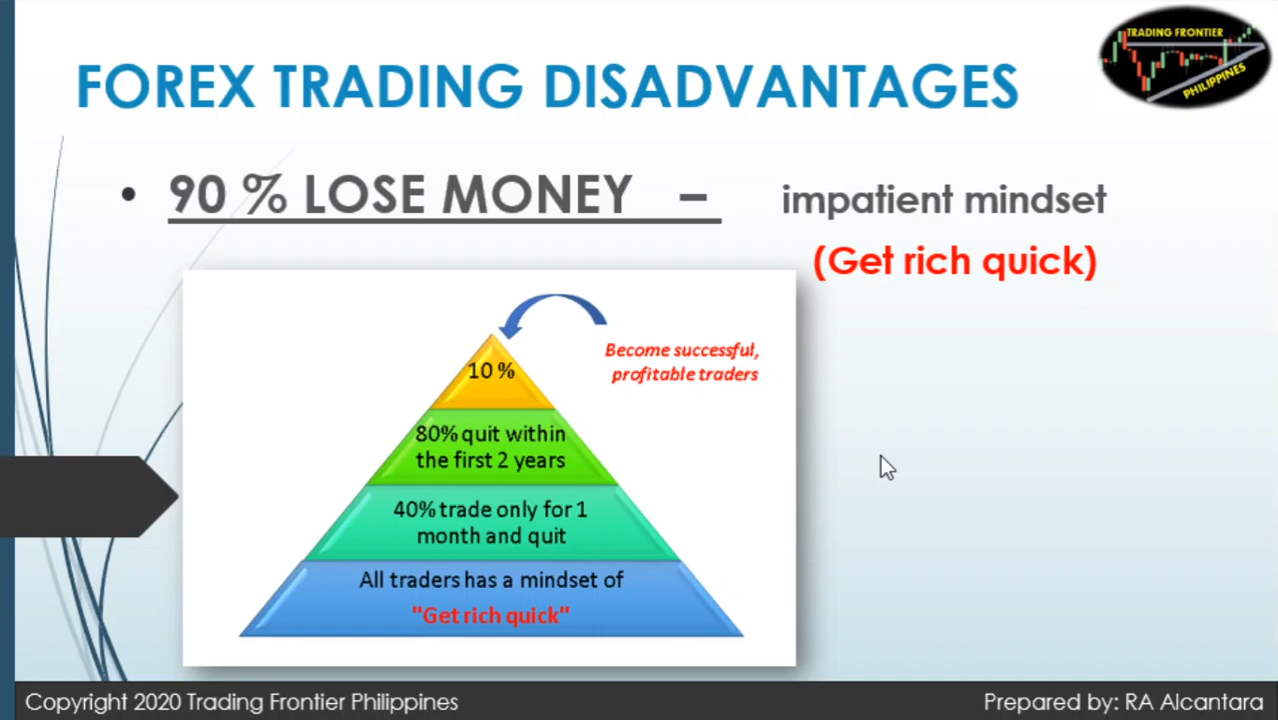 TRADING FRONTIER
PHILIPPINES
FOREX TRADING DISADVANTAGES
• 90 % LOSE MONEY – impatient mindset
(Get rich quick)
Become successful,
profitable traders
10 %
80% quit within
the first 2 years
40% trade only for 1
month and quit
All traders has a mindset of
"Get rich quick"
Copyright 2020 Trading Frontier Philippines
Prepared by: RA Alcantara